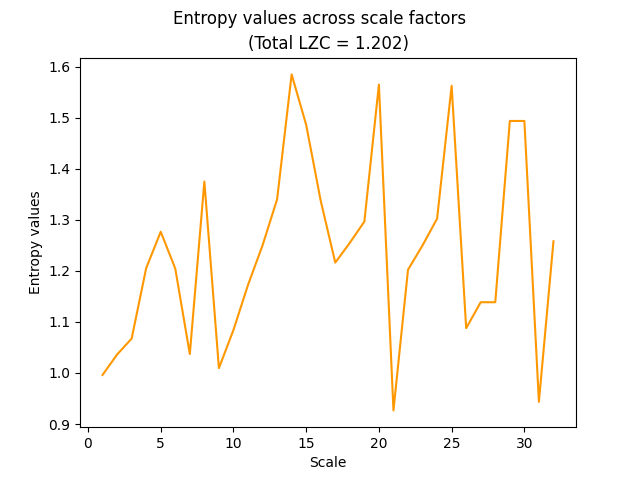 Entropy values across scale factors
(Total LZC = 1.202)
1.6
1.5
1.4
1.3
1.2
1.1
1.0
0.9
Entropy values
0 5 10 15 20 25 30
Scale